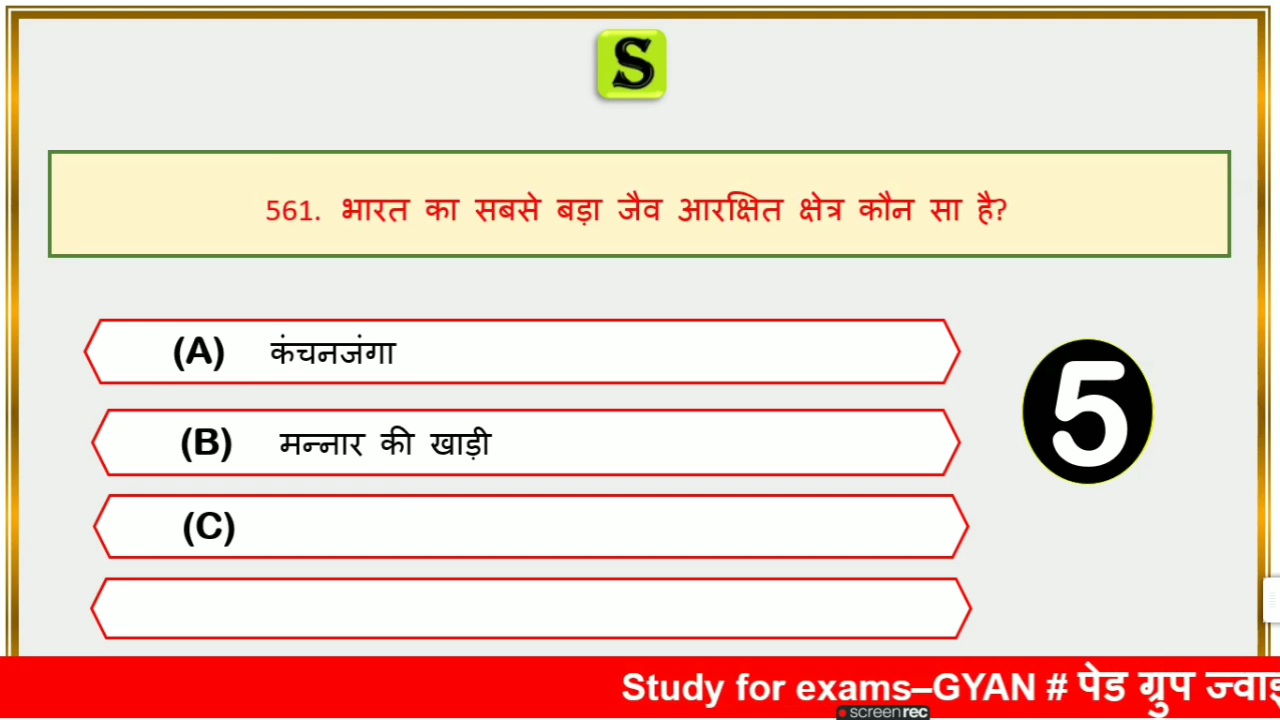 S
561. भारत का सबसे बड़ा जैव आरक्षित क्षेत्र कौन सा है?
(A) कंचनजंगा
(B) मन्नार की खाड़ी
5
(C)
Study for exams–GYAN # पेड ग्रुप
screenrec